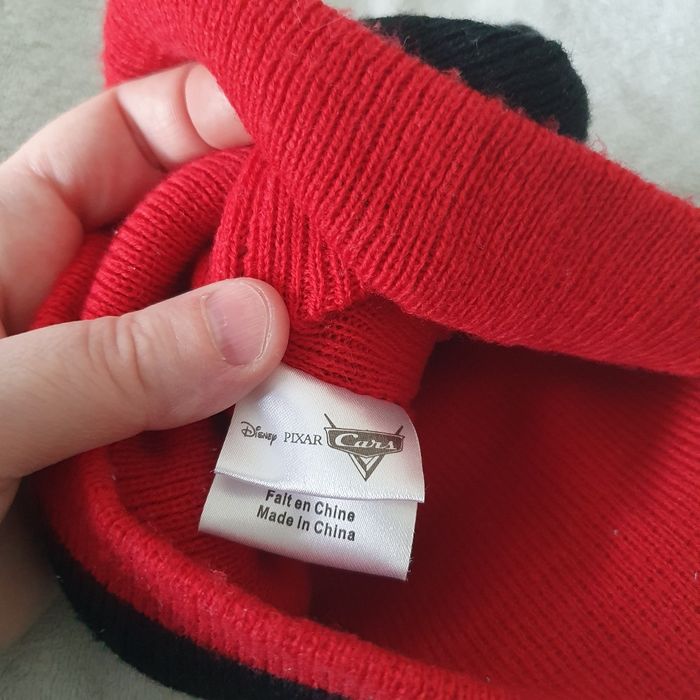 Disney PIXAR Cars
Fait en Chine
Made in China